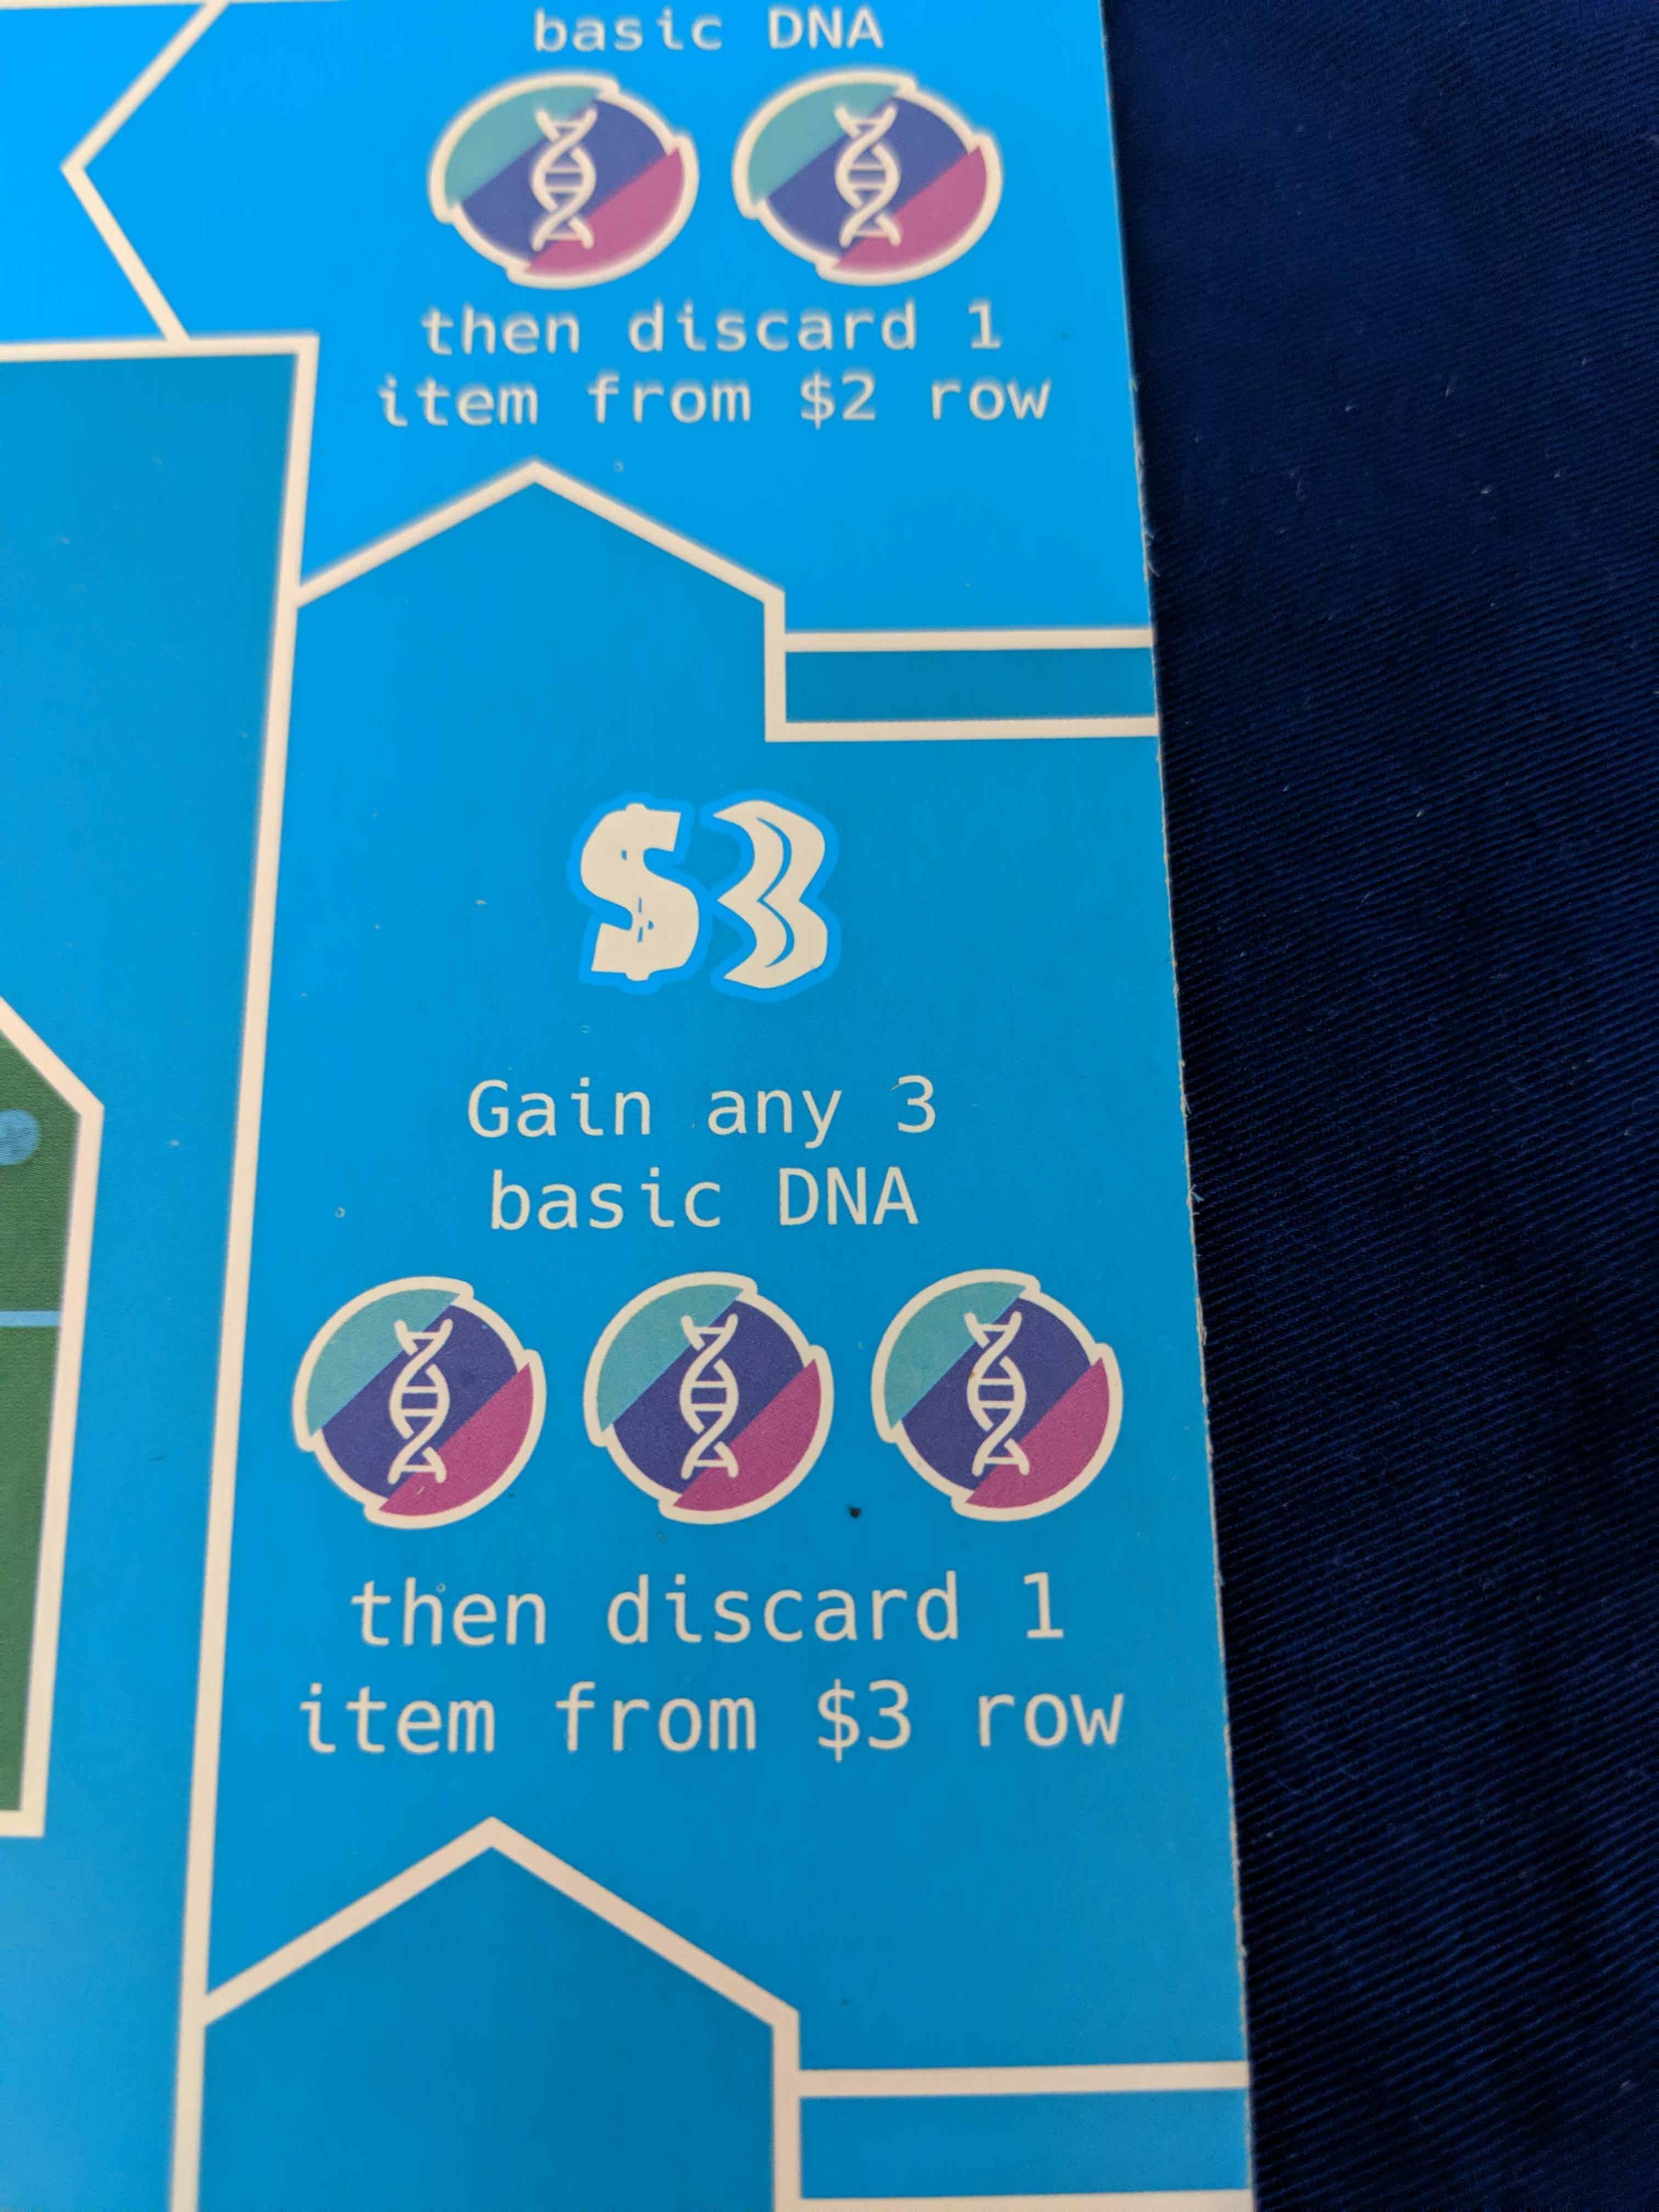 basic DNA
then discard 1
item from $2 row
$3
Gain any 3
basic DNA
then discard 1
item from $3 row